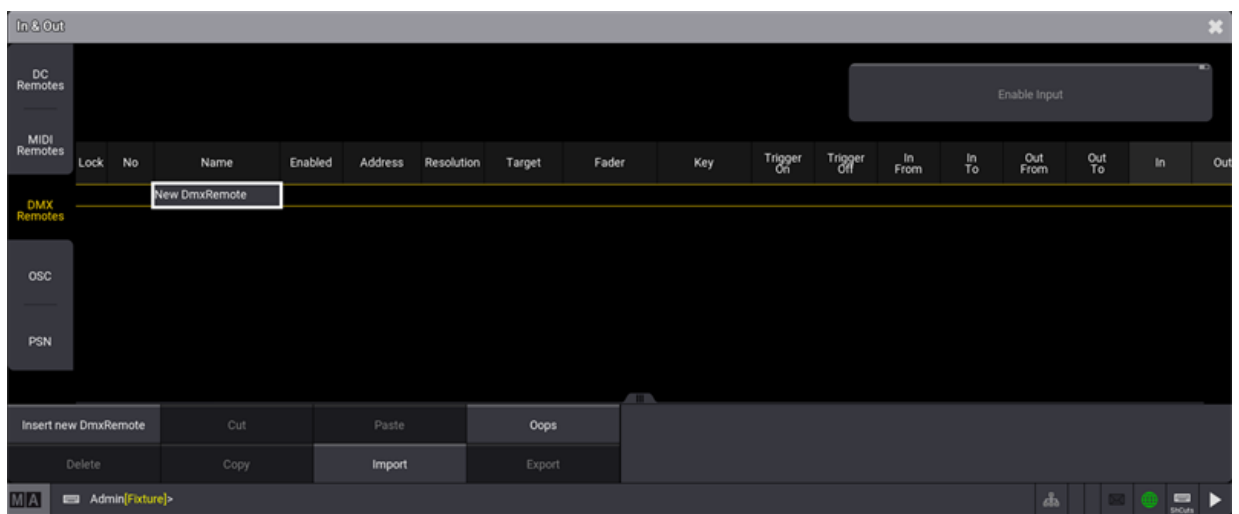 In & Out
DC
Remotes
Enable Input
MIDI
Remotes
Lock No Name Enabled Address Resolution Target Fader Key Trigger On Trigger Off In From In To Out From Out To In Out
New DmxRemote
DMX
Remotes
OSC
PSN
Insert new DmxRemote Cut Paste Oops
Delete Copy Import Export
MA Admin[Fixture]>
ShCuts